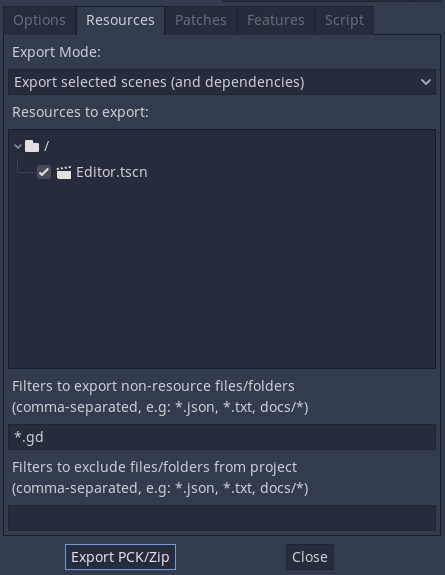 Options Resources Patches Features Script
Export Mode:
Export selected scenes (and dependencies)
Resources to export:
/
Editor.tscn
Filters to export non-resource files/folders
(comma-separated, e.g: *.json, *.txt, docs/*)
*.gd
Filters to exclude files/folders from project
(comma-separated, e.g: *.json, *.txt, docs/*)
Export PCK/Zip Close